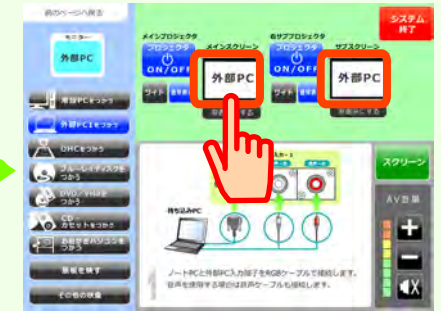 前のページへ戻る
モニター
外部PC
常設PCをつかう
外部PC1をつかう
OHCをつかう
ブルーレイディスクを
つかう
DVD/VHSを
つかう
CD・
カセットをつかう
お好きなパソコンを
つかう
黒板を映す
その他の映像
メインプロジェクタ
プロジェクタ
ON/OFF
メインスクリーン
外部PC
ワイド
右サブプロジェクタ
プロジェクタ
ON/OFF
サブスクリーン
外部PC
ワイド
システム
終了
持ち込みPC
ノートPCと外部PC入力端子をRGBケーブルで接続します。
音声を使用する場合は音声ケーブルも接続します。
スクリーン
AV音量